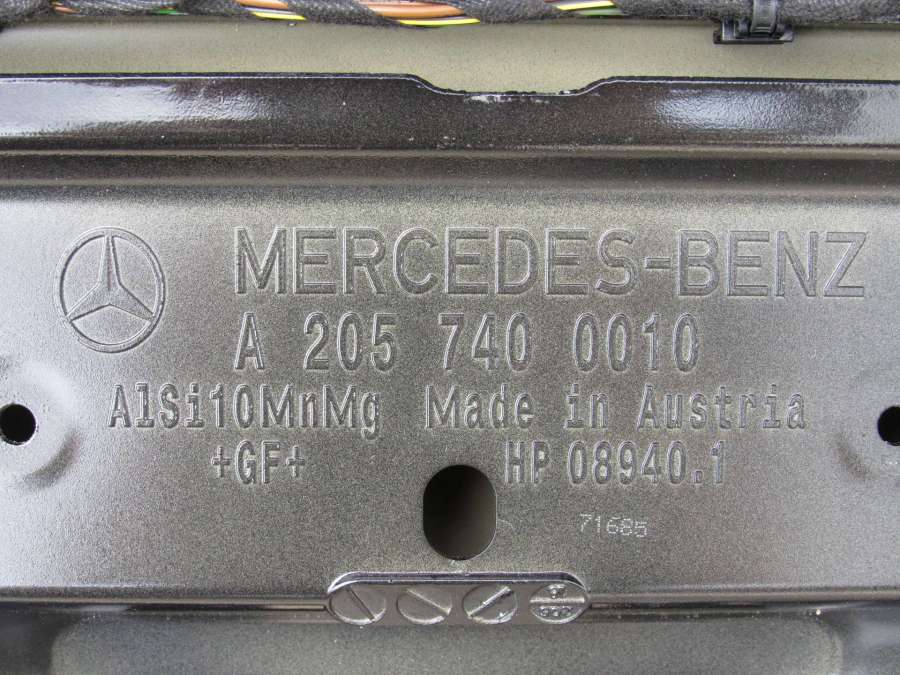 MERCEDES-BENZ
A 205 740 0010
AlSi10MnMg Made in Austria
+GF+ HP 08940.1
71685